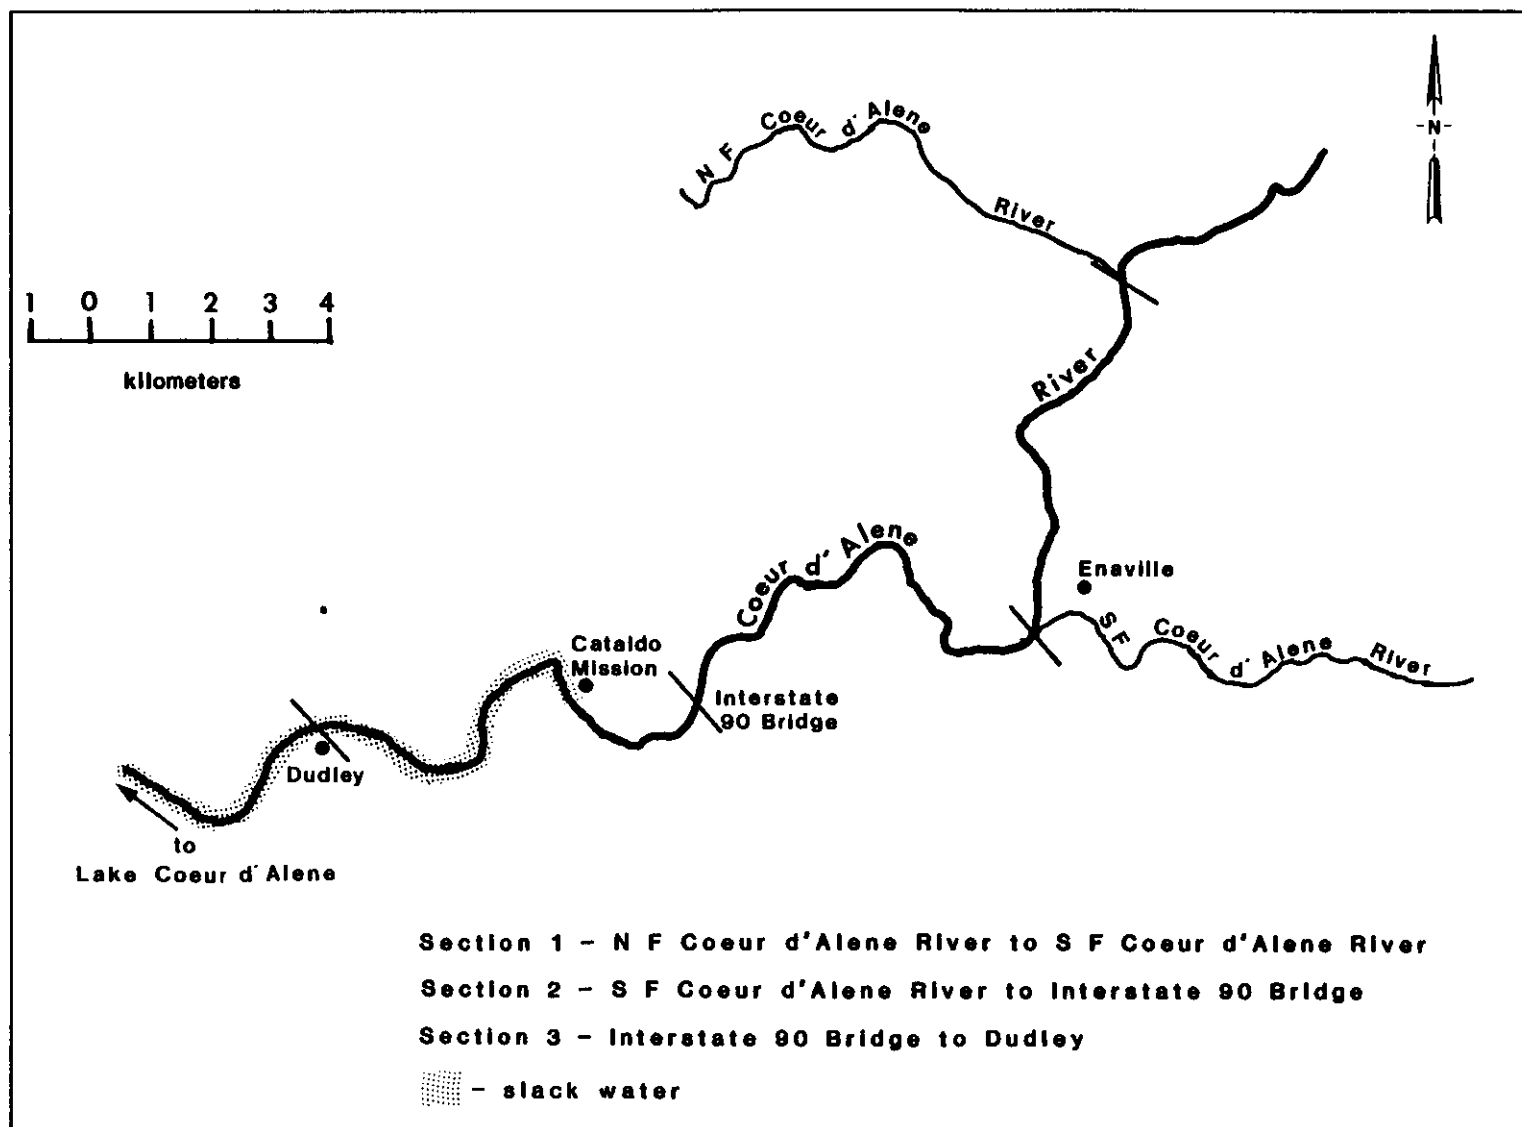 N F Coeur d'Alene River
-N-
1 0 1 2 3 4
kilometers
River
Coeur d'Alene
Enaville
S F Coeur d'Alene River
Cataldo
Mission
Interstate
90 Bridge
Dudley
to
Lake Coeur d'Alene
Section 1 - N F Coeur d'Alene River to S F Coeur d'Alene River
Section 2 - S F Coeur d'Alene River to Interstate 90 Bridge
Section 3 - Interstate 90 Bridge to Dudley
- slack water